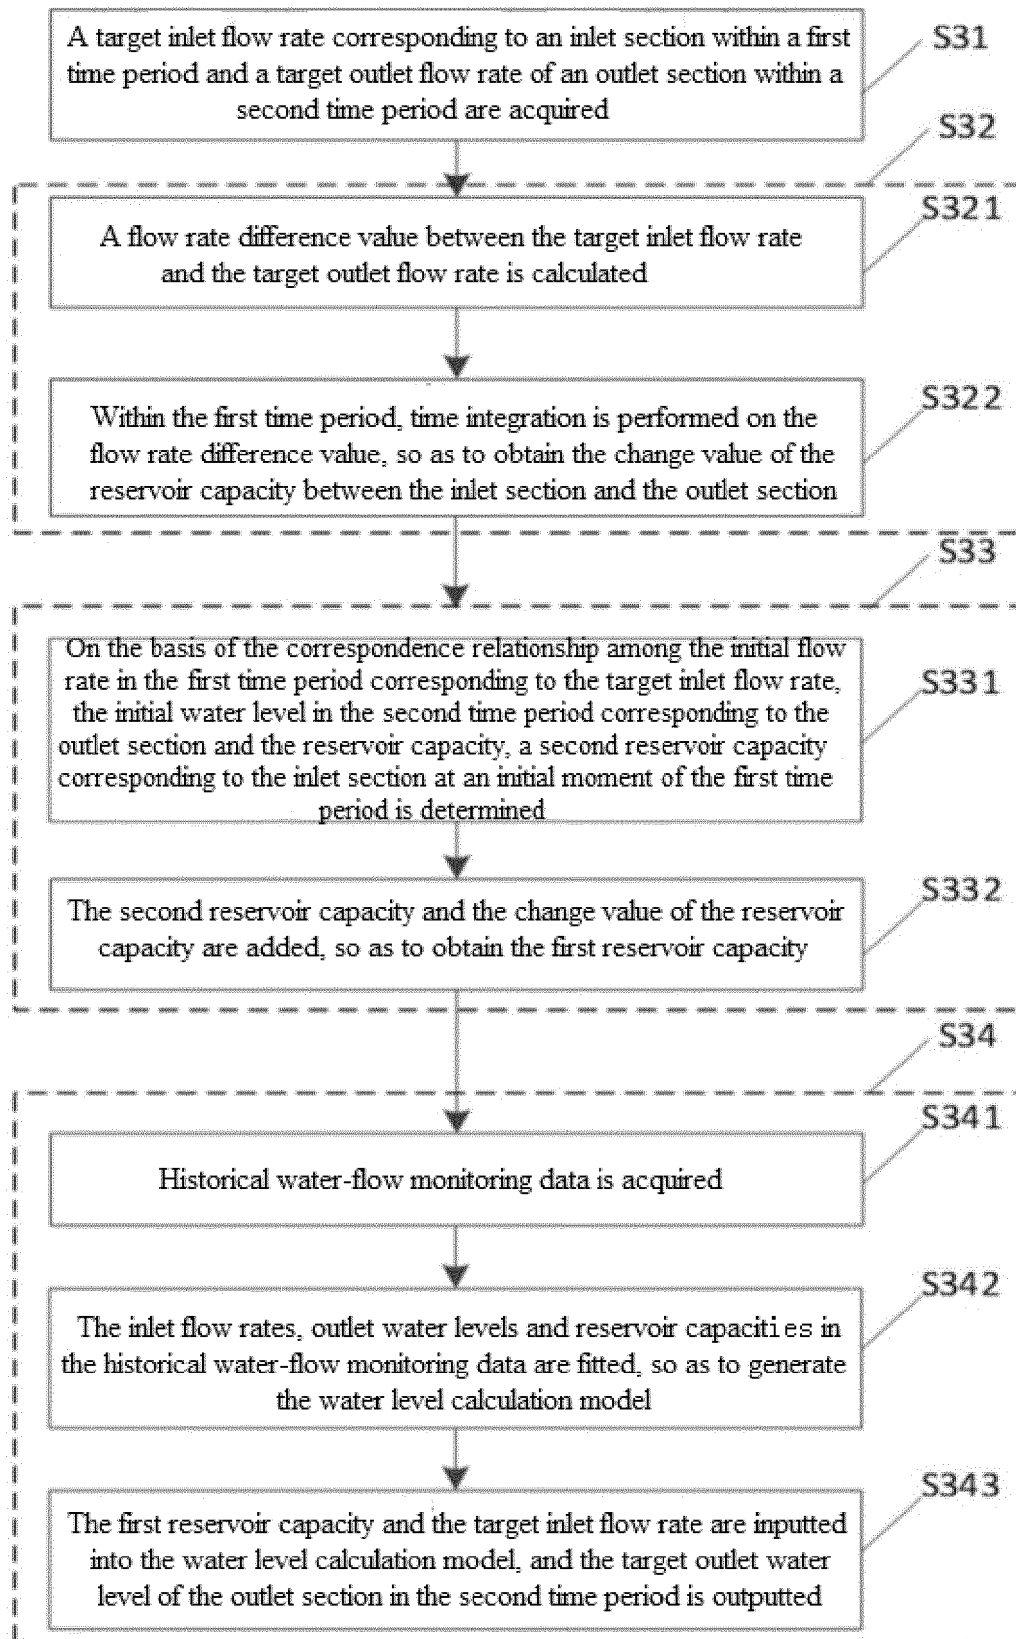 A target inlet flow rate corresponding to an inlet section within a first
time period and a target outlet flow rate of an outlet section within a
second time period are acquired
S31
S32
A flow rate difference value between the target inlet flow rate
and the target outlet flow rate is calculated
S321
Within the first time period, time integration is performed on the
flow rate difference value, so as to obtain the change value of the
reservoir capacity between the inlet section and the outlet section
S322
S33
On the basis of the correspondence relationship among the initial flow
rate in the first time period corresponding to the target inlet flow rate,
the initial water level in the second time period corresponding to the
outlet section and the reservoir capacity, a second reservoir capacity
corresponding to the inlet section at an initial moment of the first time
period is determined
S331
The second reservoir capacity and the change value of the reservoir
capacity are added, so as to obtain the first reservoir capacity
S332
S34
Historical water-flow monitoring data is acquired
S341
The inlet flow rates, outlet water levels and reservoir capacities in
the historical water-flow monitoring data are fitted, so as to generate
the water level calculation model
S342
The first reservoir capacity and the target inlet flow rate are inputted
into the water level calculation model, and the target outlet water
level of the outlet section in the second time period is outputted
S343